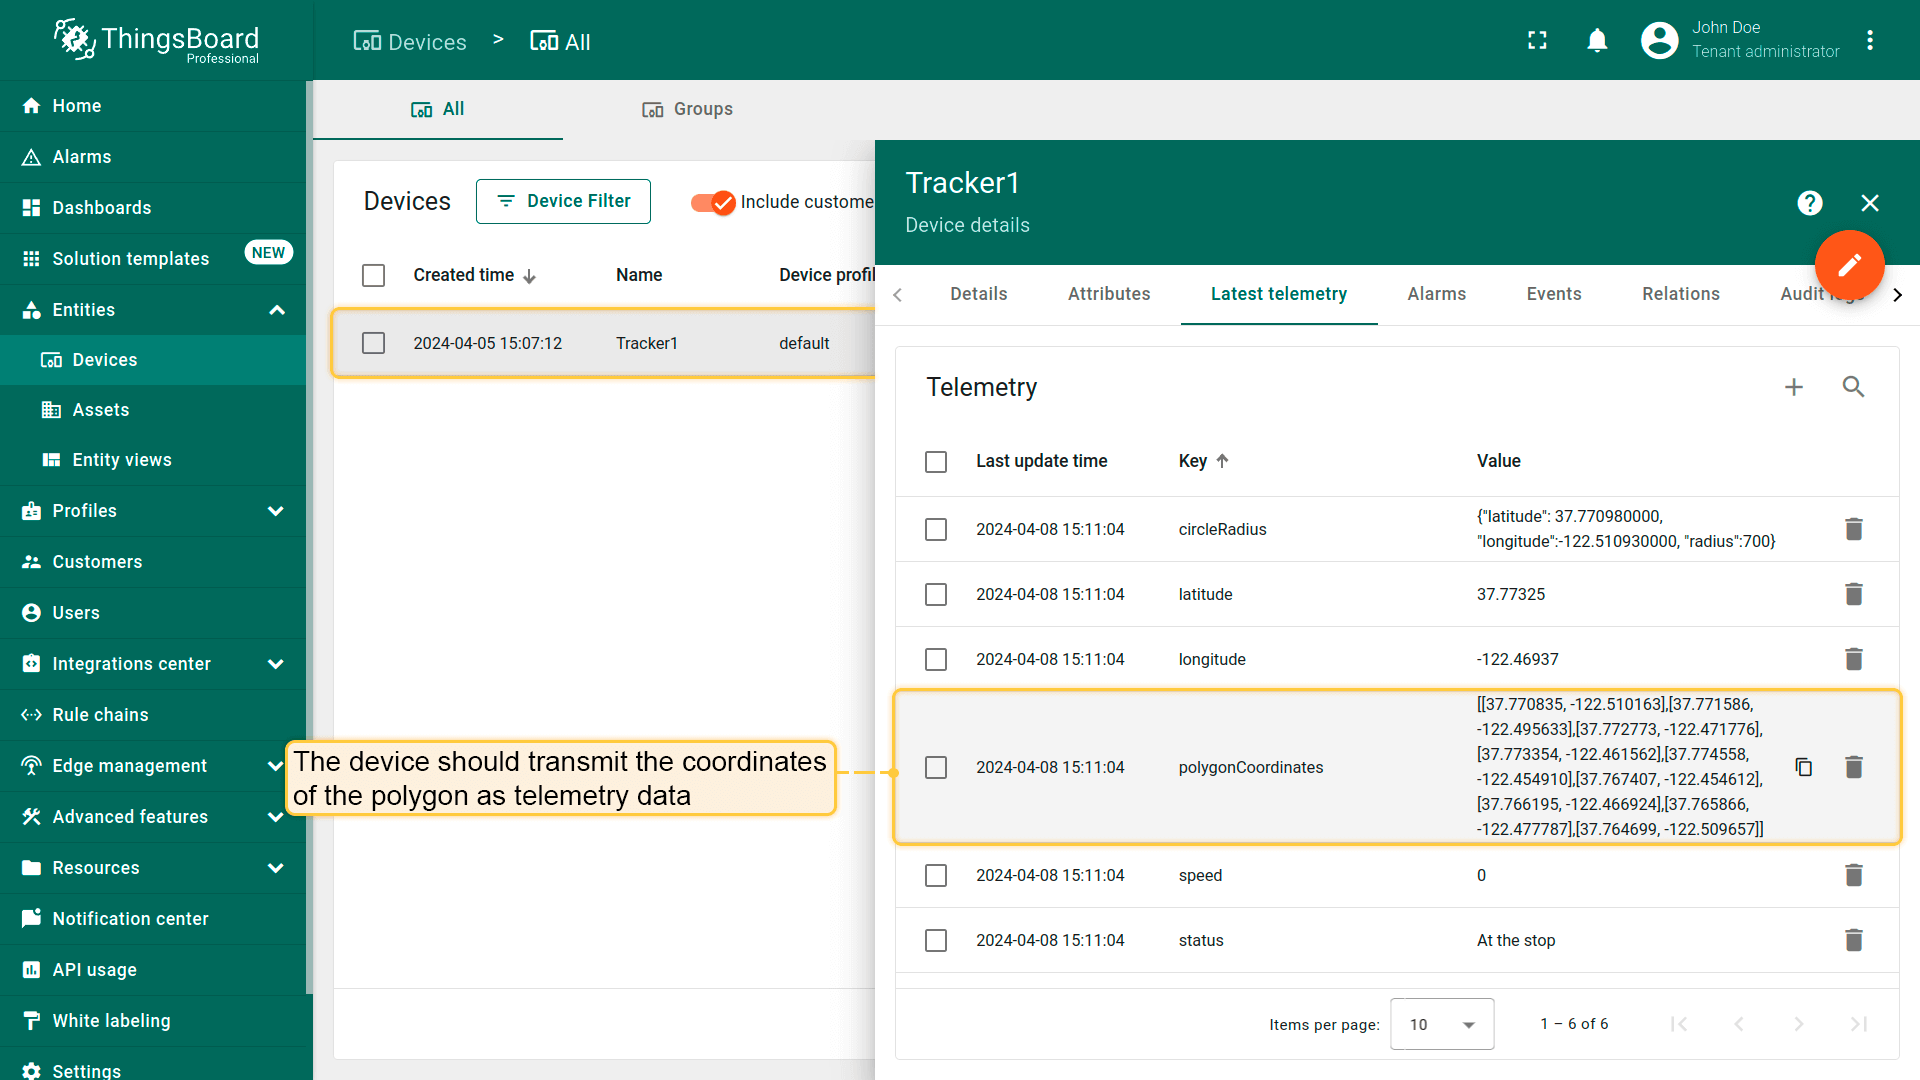 ThingsBoard
Professional
Devices > All
John Doe
Tenant administrator
Home
Alarms
Dashboards
Solution templates NEW
Entities
Devices
Assets
Entity views
Profiles
Customers
Users
Integrations center
Rule chains
Edge management
Advanced features
Resources
Notification center
API usage
White labeling
Settings
All Groups
Devices Device Filter Include custome
Created time Name Device profil
2024-04-05 15:07:12 Tracker1 default
The device should transmit the coordinates
of the polygon as telemetry data
Tracker1
Device details
Details Attributes Latest telemetry Alarms Events Relations Audit logs
Telemetry
Last update time Key Value
2024-04-08 15:11:04 circleRadius {"latitude": 37.770980000,
"longitude":-122.510930000, "radius":700}
2024-04-08 15:11:04 latitude 37.77325
2024-04-08 15:11:04 longitude -122.46937
2024-04-08 15:11:04 polygonCoordinates [[37.770835, -122.510163],[37.771586,
-122.495633],[37.772773, -122.471776],
[37.773354, -122.461562],[37.774558,
-122.454910],[37.767407, -122.454612],
[37.766195, -122.466924],[37.765866,
-122.477787],[37.764699, -122.509657]]
2024-04-08 15:11:04 speed 0
2024-04-08 15:11:04 status At the stop
Items per page: 10 1 – 6 of 6